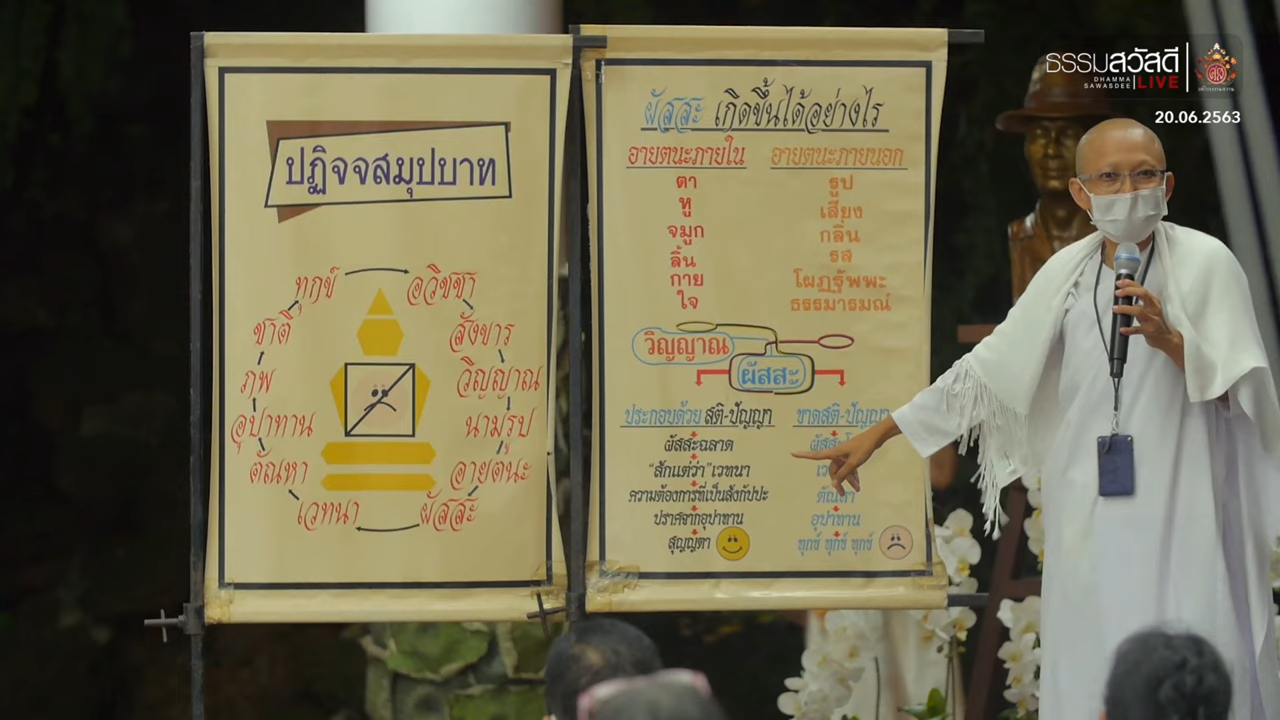 ธรรมะสวัสดี
DHAMMA
SAWASDEE
LIVE
20.06.2563
ปฏิจจสมุปบาท
ทุกข์
อวิชชา
ชาติ
สังขาร
ภพ
วิญญาณ
อุปาทาน
นามรูป
ตัณหา
อายตนะ
เวทนา
ผัสสะ
ผัสสะ เกิดขึ้นได้อย่างไร
อายตนะภายใน อายตนะภายนอก
ตา รูป
หู เสียง
จมูก กลิ่น
ลิ้น รส
กาย โผฏฐัพพะ
ใจ ธรรมารมณ์
วิญญาณ
ผัสสะ
ประกอบด้วย สติ-ปัญญา
ผัสสะฉลาด
"สักแต่ว่า"เวทนา
ความต้องการที่เป็นสังกัปปะ
ปราศจากอุปาทาน
สุญญตา
ขาดสติ-ปัญญา
ตัณหา
อุปาทาน
ทุกข์ ทุกข์ ทุกข์